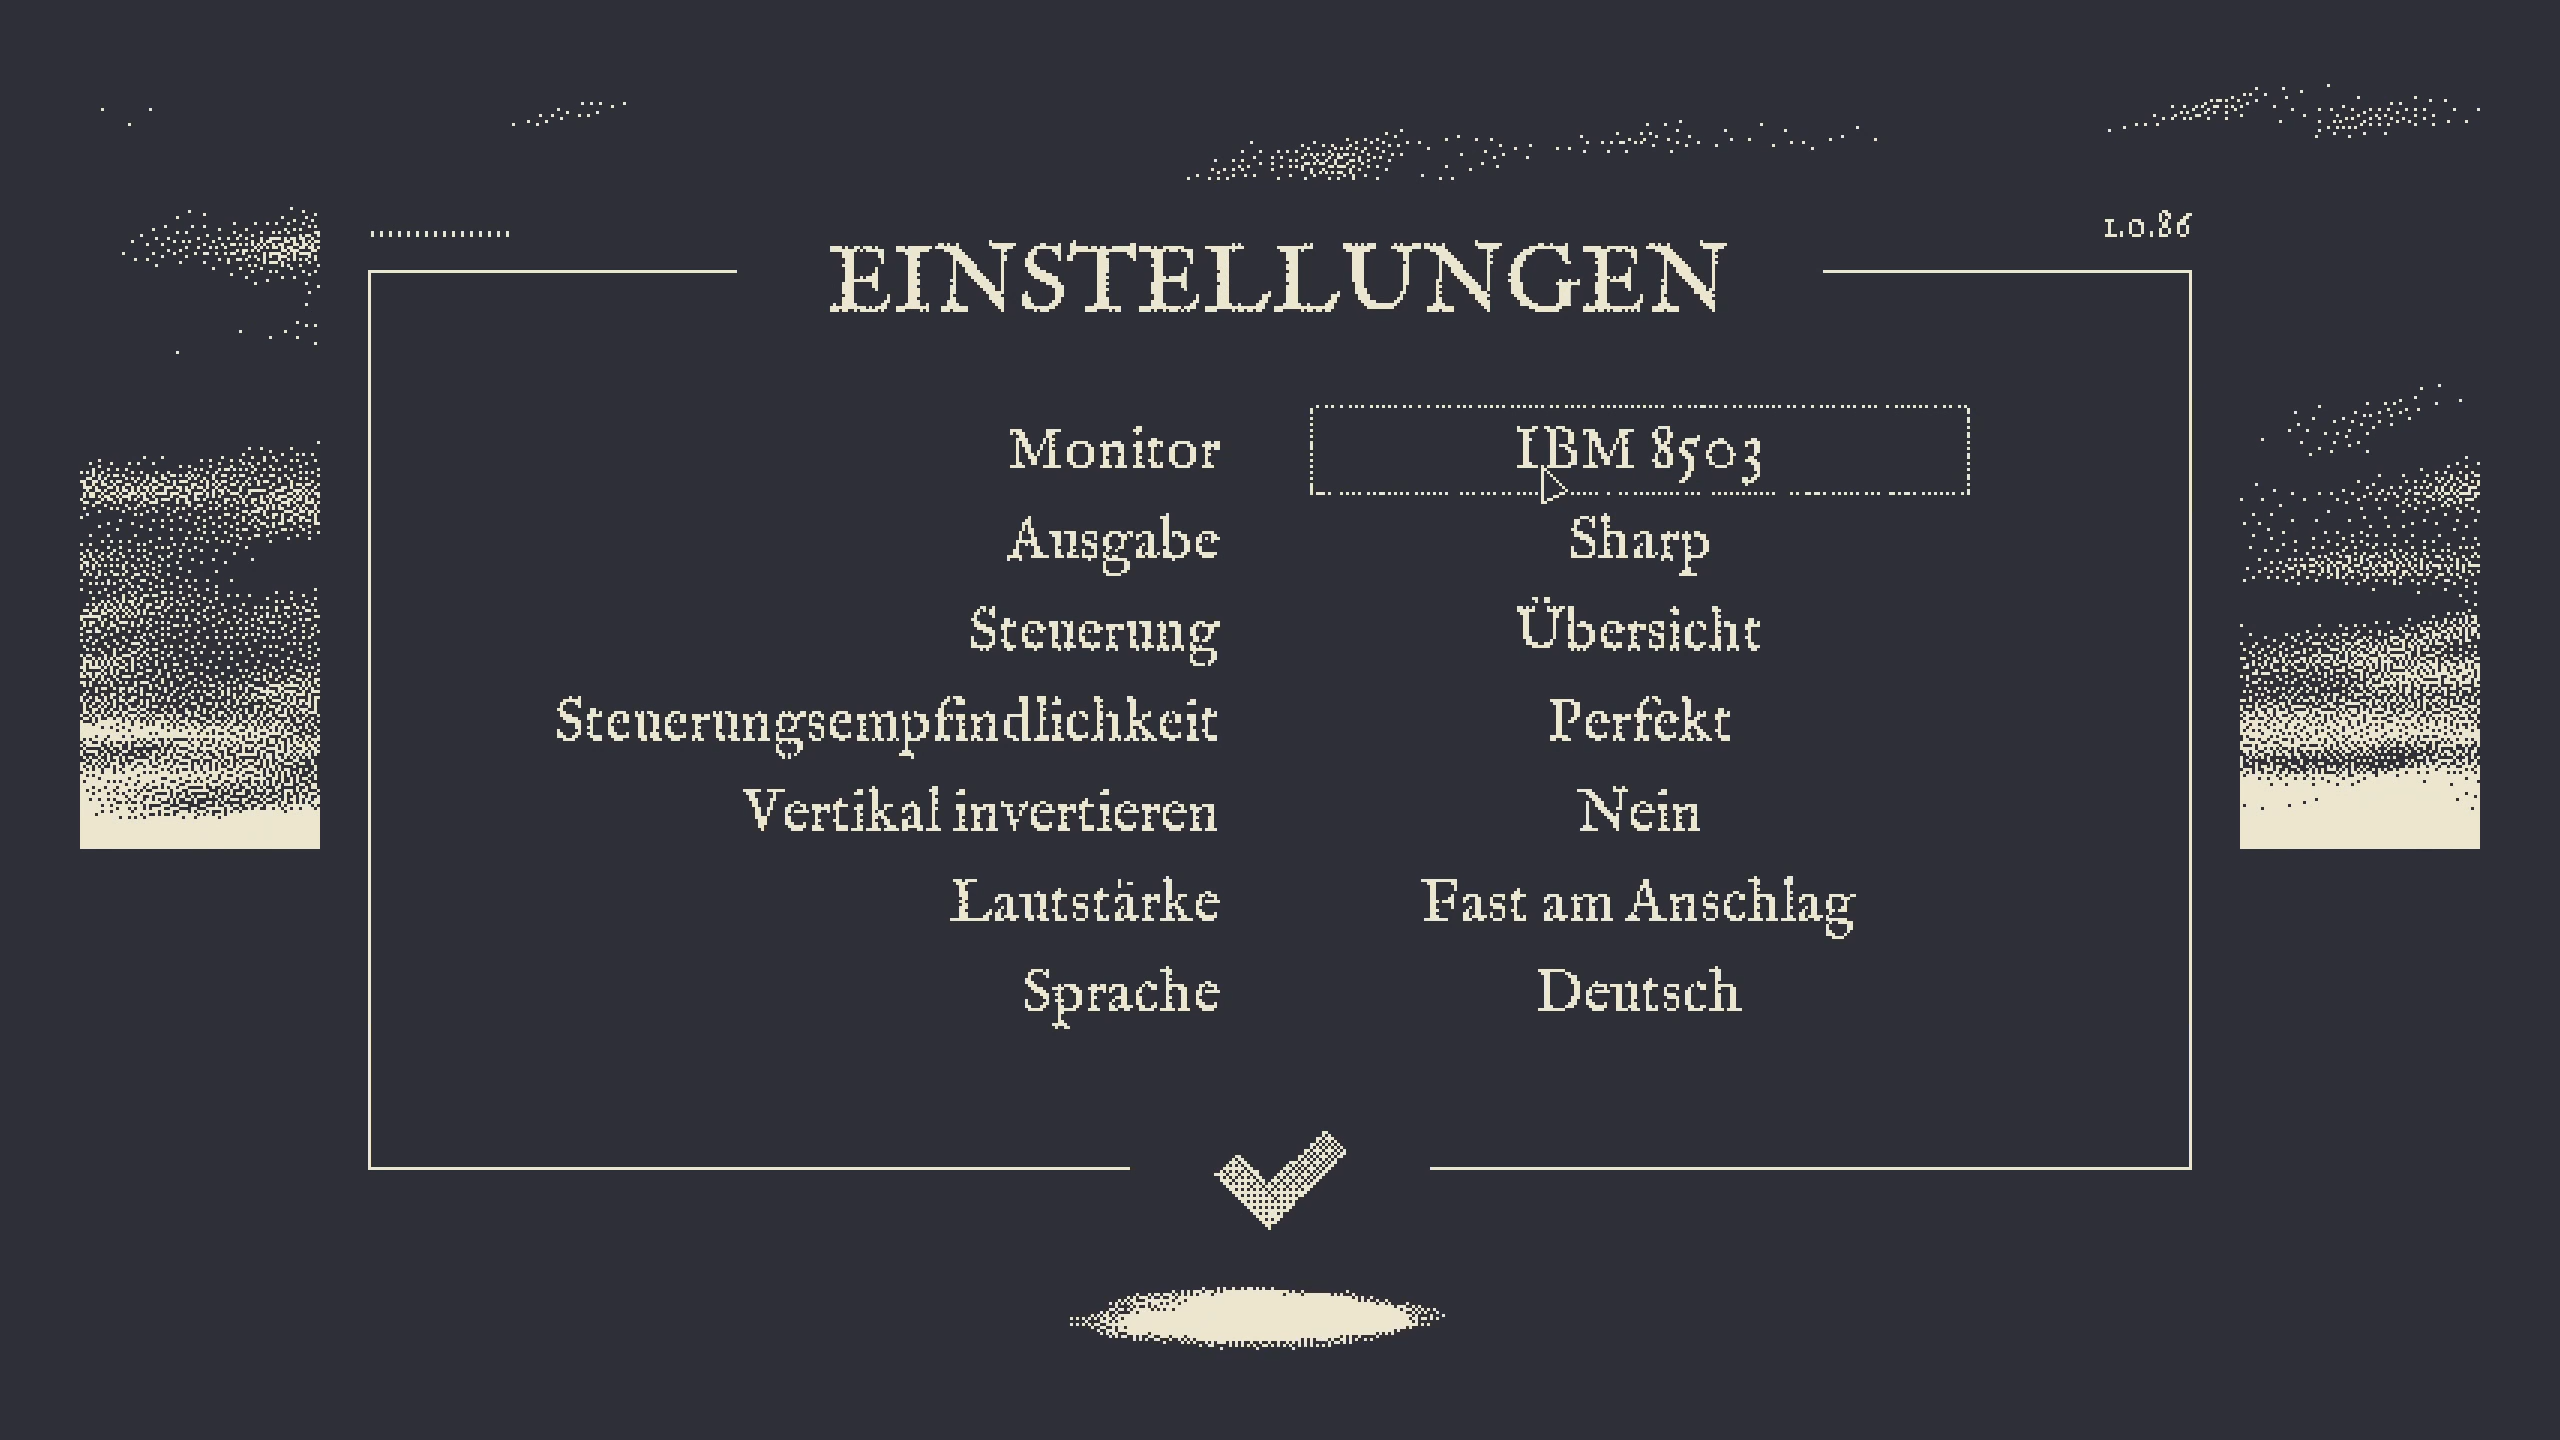 1.0.86
EINSTELLUNGEN
Monitor IBM 8503
Ausgabe Sharp
Steuerung Übersicht
Steuerungsempfindlichkeit Perfekt
Vertikal invertieren Nein
Lautstärke Fast am Anschlag
Sprache Deutsch